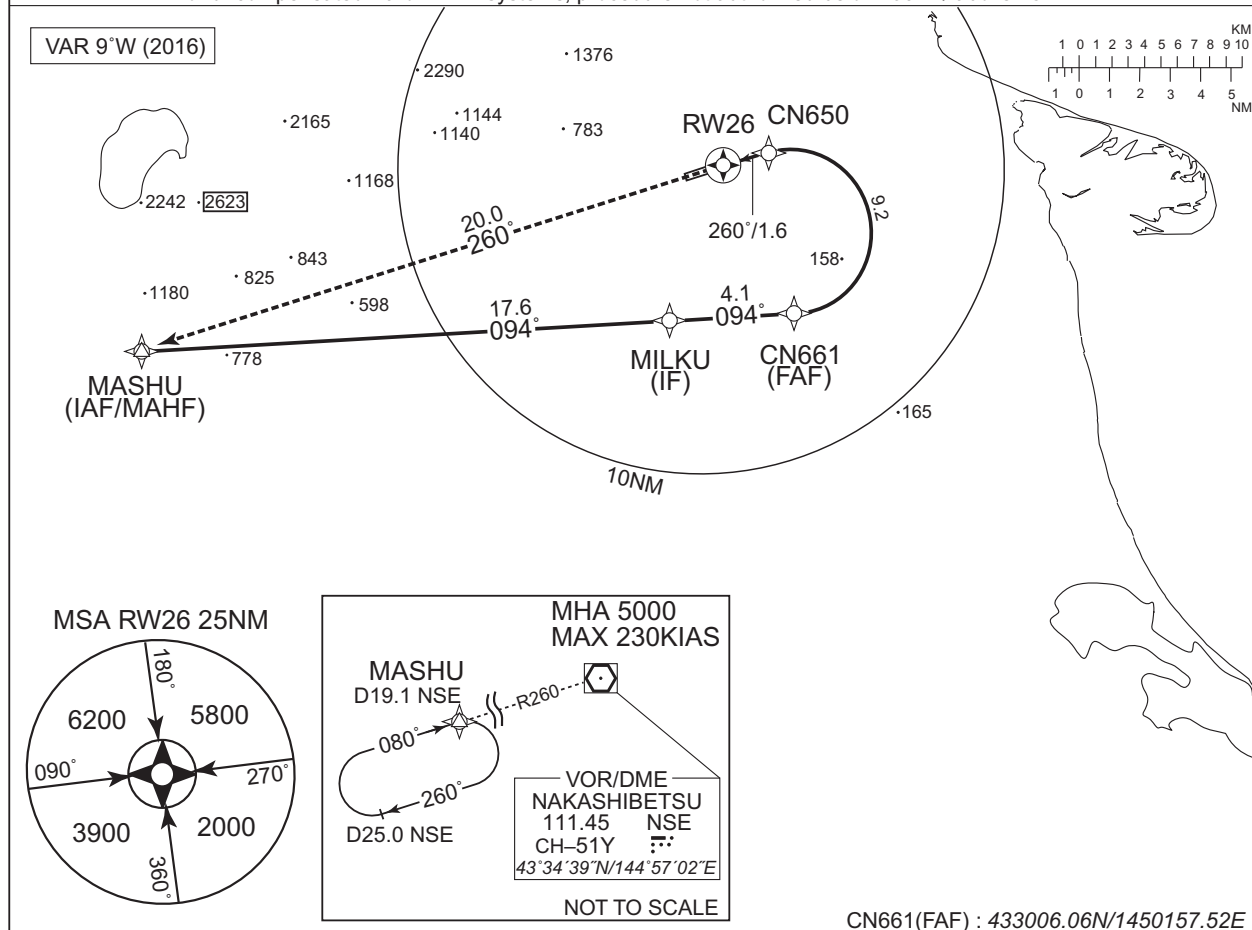 VAR 9°W (2016)
KM
1 0 1 2 3 4 5 6 7 8 9 10
1 0 1 2 3 4 5
NM
1376
2290
2165
1144
1140
783
RW26
CN650
1168
2242
2623
20.0
260°
260°/1.6
9.2
158
843
825
1180
598
17.6
094°
4.1
094°
778
MASHU
(IAF/MAHF)
MILKU
(IF)
CN661
(FAF)
165
10NM
MSA RW26 25NM
180°
6200
5800
090°
270°
3900
2000
360°
MHA 5000
MAX 230KIAS
MASHU
D19.1 NSE
R260
080°
260°
D25.0 NSE
VOR/DME
NAKASHIBETSU
111.45 NSE
CH–51Y
43°34´39˝N/144°57´02˝E
NOT TO SCALE
CN661(FAF) : 433006.06N/1450157.52E